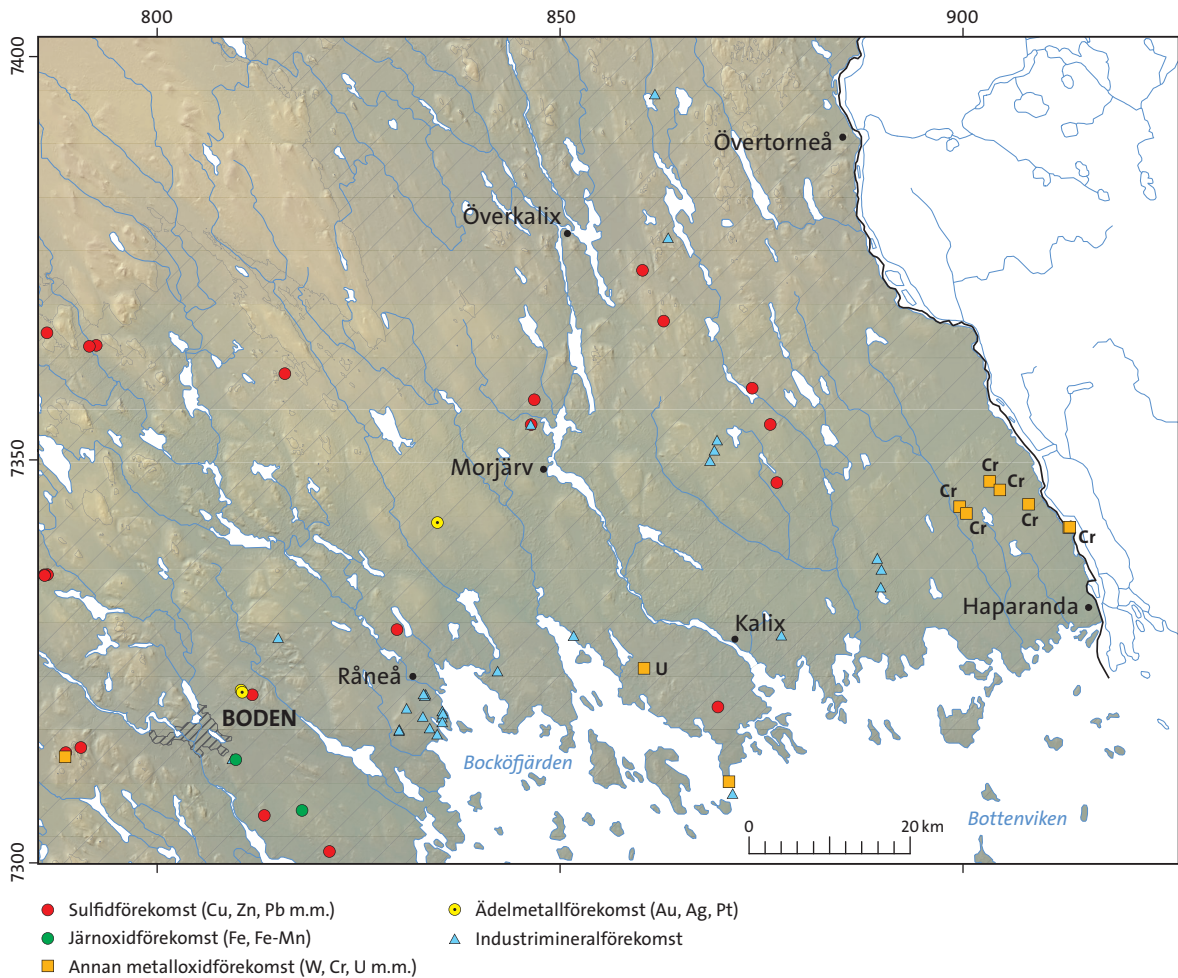 800 850 900
7400
Övertorneå
Överkalix
7350
Morjärv
Cr
Cr
Cr
Cr
Cr
Cr
Haparanda
Kalix
U
Råneå
BODEN
Bocköfjärden
Bottenviken
0 20 km
7300
Sulfidförekomst (Cu, Zn, Pb m.m.)
Järnoxidförekomst (Fe, Fe-Mn)
Annan metalloxidförekomst (W, Cr, U m.m.)
Ädelmetallförekomst (Au, Ag, Pt)
Industrimineralförekomst